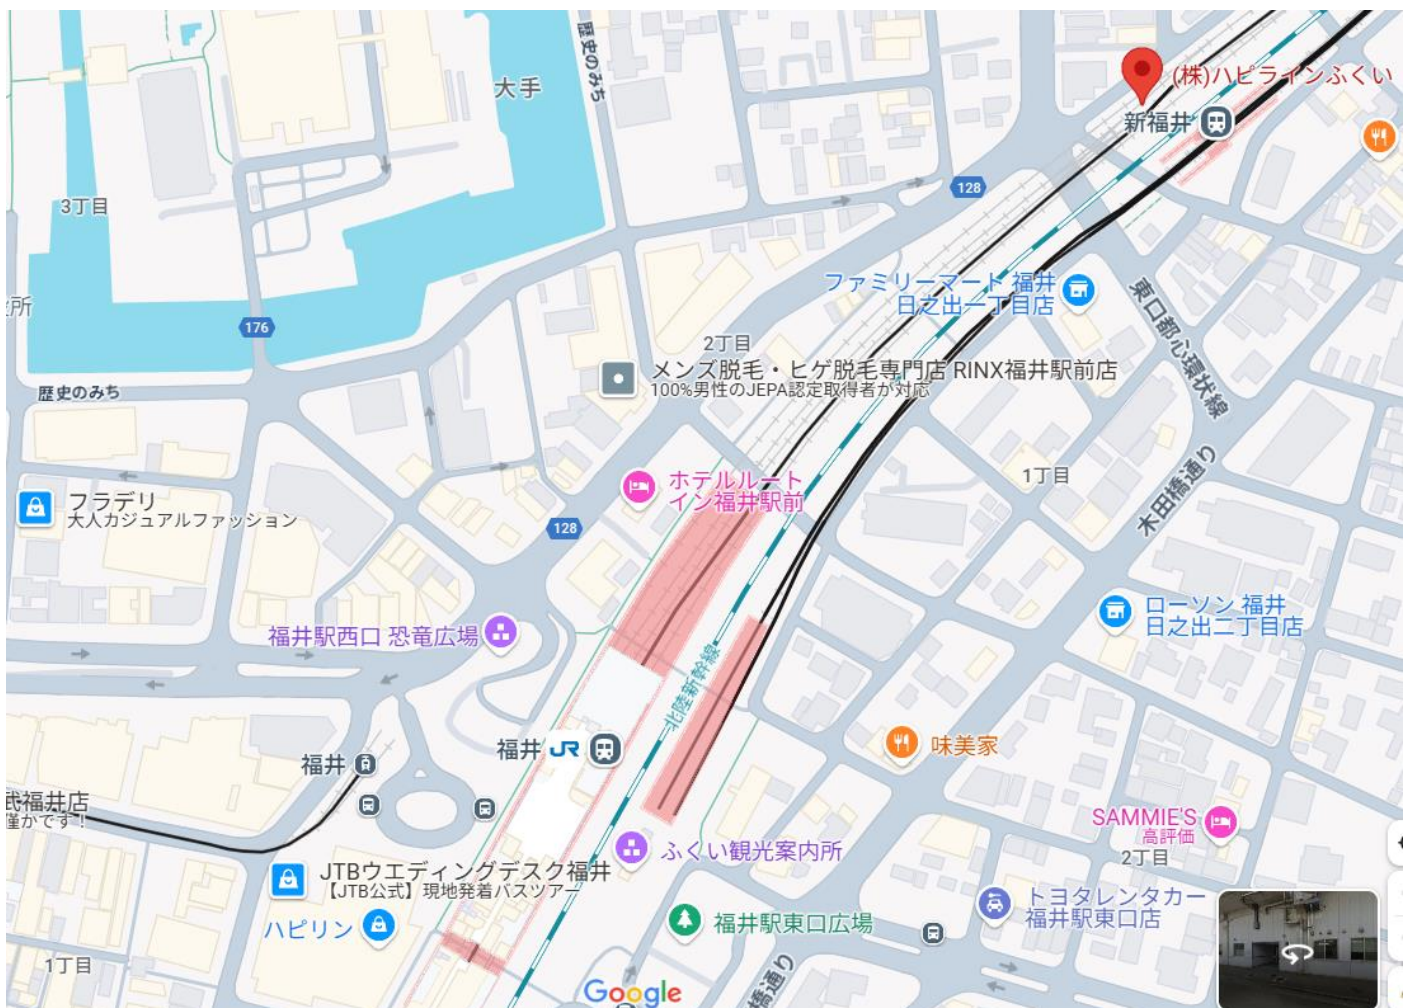 歴史のみち
大手
(株)ハピラインふくい
新福井
128
3丁目
ファミリーマート 福井
日之出一丁目店
東口都心環状線
176
2丁目
メンズ脱毛・ヒゲ脱毛専門店 RINX福井駅前店
100%男性のJEPA認定取得者が対応
歴史のみち
木田橋通り
1丁目
ホテルルート
イン福井駅前
フラデリ
大人カジュアルファッション
128
ローソン 福井
日之出二丁目店
福井駅西口 恐竜広場
北陸新幹線
福井 JR
味美家
福井
武福井店
僅かです!
SAMMIE'S
高評価
2丁目
ふくい観光案内所
JTBウエディングデスク福井
【JTB公式】現地発着バスツアー
トヨタレンタカー
福井駅東口店
ハピリン
福井駅東口広場
1丁目
橋通り
Google